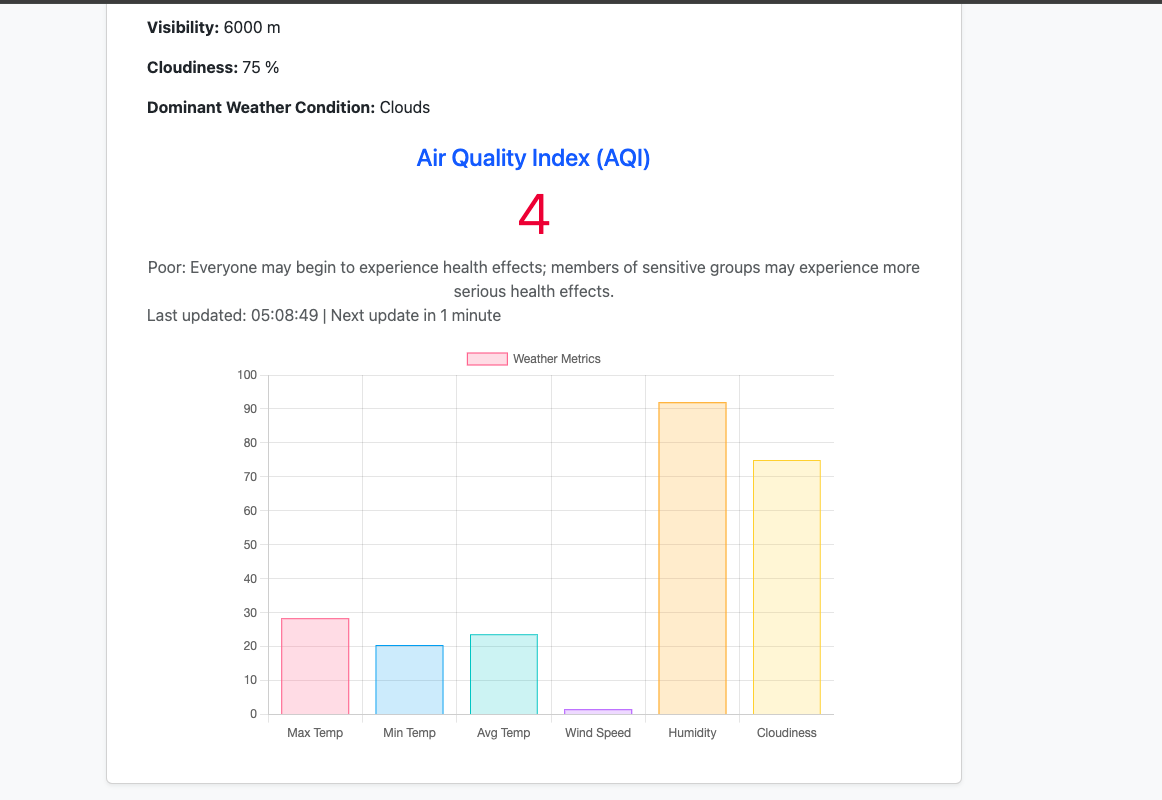 Visibility: 6000 m
Cloudiness: 75 %
Dominant Weather Condition: Clouds
Air Quality Index (AQI)
4
Poor: Everyone may begin to experience health effects; members of sensitive groups may experience more
serious health effects.
Last updated: 05:08:49 | Next update in 1 minute
Weather Metrics
100
90
80
70
60
50
40
30
20
10
0
Max Temp Min Temp Avg Temp Wind Speed Humidity Cloudiness